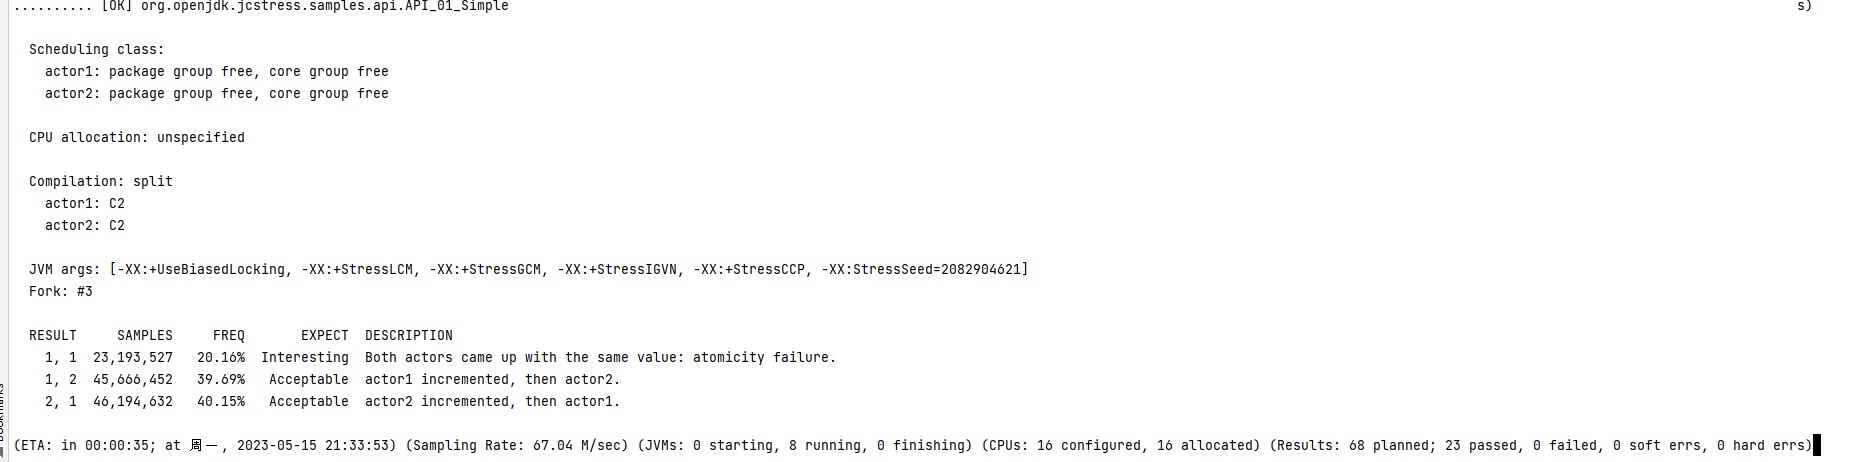 .......... [OK] org.openjdk.jcstress.samples.api.API_01_Simple s)
Scheduling class:
actor1: package group free, core group free
actor2: package group free, core group free
CPU allocation: unspecified
Compilation: split
actor1: C2
actor2: C2
JVM args: [-XX:+UseBiasedLocking, -XX:+StressLCM, -XX:+StressGCM, -XX:+StressIGVN, -XX:+StressCCP, -XX:StressSeed=2082904621]
Fork: #3
RESULT SAMPLES FREQ EXPECT DESCRIPTION
1, 1 23,193,527 20.16% Interesting Both actors came up with the same value: atomicity failure.
1, 2 45,666,452 39.69% Acceptable actor1 incremented, then actor2.
2, 1 46,194,632 40.15% Acceptable actor2 incremented, then actor1.
(ETA: in 00:00:35; at 周一, 2023-05-15 21:33:53) (Sampling Rate: 67.04 M/sec) (JVMs: 0 starting, 8 running, 0 finishing) (CPUs: 16 configured, 16 allocated) (Results: 68 planned; 23 passed, 0 failed, 0 soft errs, 0 hard errs)